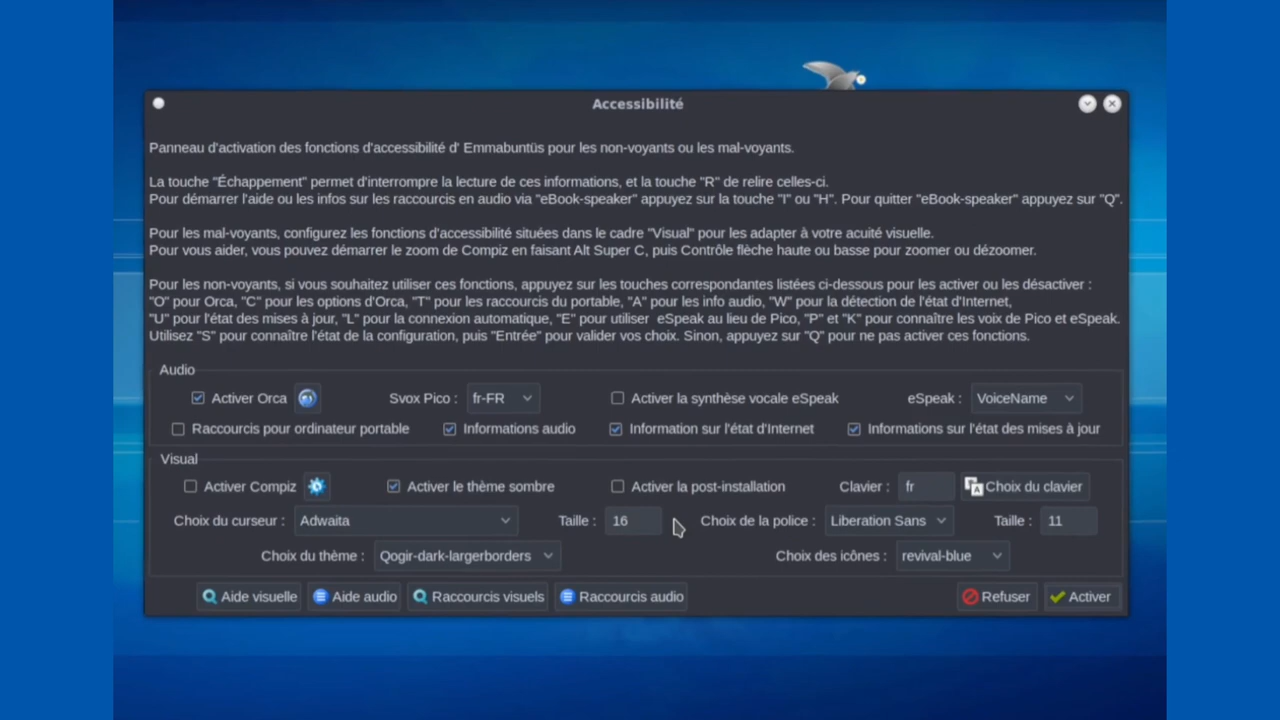 Accessibilité
Panneau d'activation des fonctions d'accessibilité d' Emmabuntüs pour les non-voyants ou les mal-voyants.
La touche "Échappement" permet d'interrompre la lecture de ces informations, et la touche "R" de relire celles-ci.
Pour démarrer l'aide ou les infos sur les raccourcis en audio via "eBook-speaker" appuyez sur la touche "I" ou "H". Pour quitter "eBook-speaker" appuyez sur "Q".
Pour les mal-voyants, configurez les fonctions d'accessibilité situées dans le cadre "Visual" pour les adapter à votre acuité visuelle.
Pour vous aider, vous pouvez démarrer le zoom de Compiz en faisant Alt Super C, puis Contrôle flèche haute ou basse pour zoomer ou dézoomer.
Pour les non-voyants, si vous souhaitez utiliser ces fonctions, appuyez sur les touches correspondantes listées ci-dessous pour les activer ou les désactiver :
"O" pour Orca, "C" pour les options d'Orca, "T" pour les raccourcis du portable, "A" pour les info audio, "W" pour la détection de l'état d'Internet,
"U" pour l'état des mises à jour, "L" pour la connexion automatique, "E" pour utiliser  eSpeak au lieu de Pico, "P" et "K" pour connaître les voix de Pico et eSpeak.
Utilisez "S" pour connaître l'état de la configuration, puis "Entrée" pour valider vos choix. Sinon, appuyez sur "Q" pour ne pas activer ces fonctions.
Audio
Activer Orca Svox Pico : fr-FR Activer la synthèse vocale eSpeak eSpeak : VoiceName
Raccourcis pour ordinateur portable Informations audio Information sur l'état d'Internet Informations sur l'état des mises à jour
Visual
Activer Compiz Activer le thème sombre Activer la post-installation Clavier : fr Choix du clavier
Choix du curseur : Adwaita Taille : 16 Choix de la police : Liberation Sans Taille : 11
Choix du thème : Qogir-dark-largerborders Choix des icônes : revival-blue
Aide visuelle Aide audio Raccourcis visuels Raccourcis audio Refuser Activer